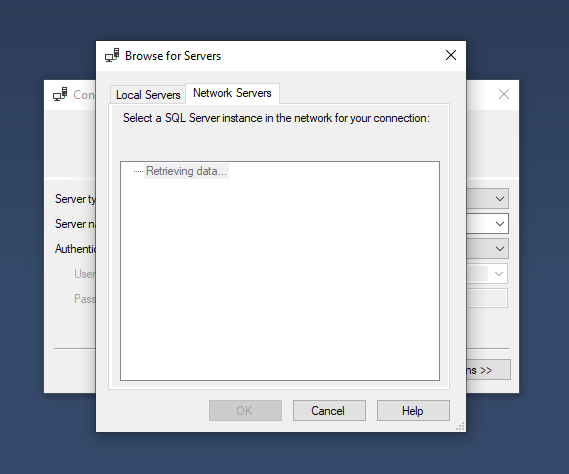 Browse for Servers
Local Servers
Network Servers
Select a SQL Server instance in the network for your connection:
Retrieving data...
OK
Cancel
Help
Con
Server ty
Server na
Authentic
User
Pass
ns >>